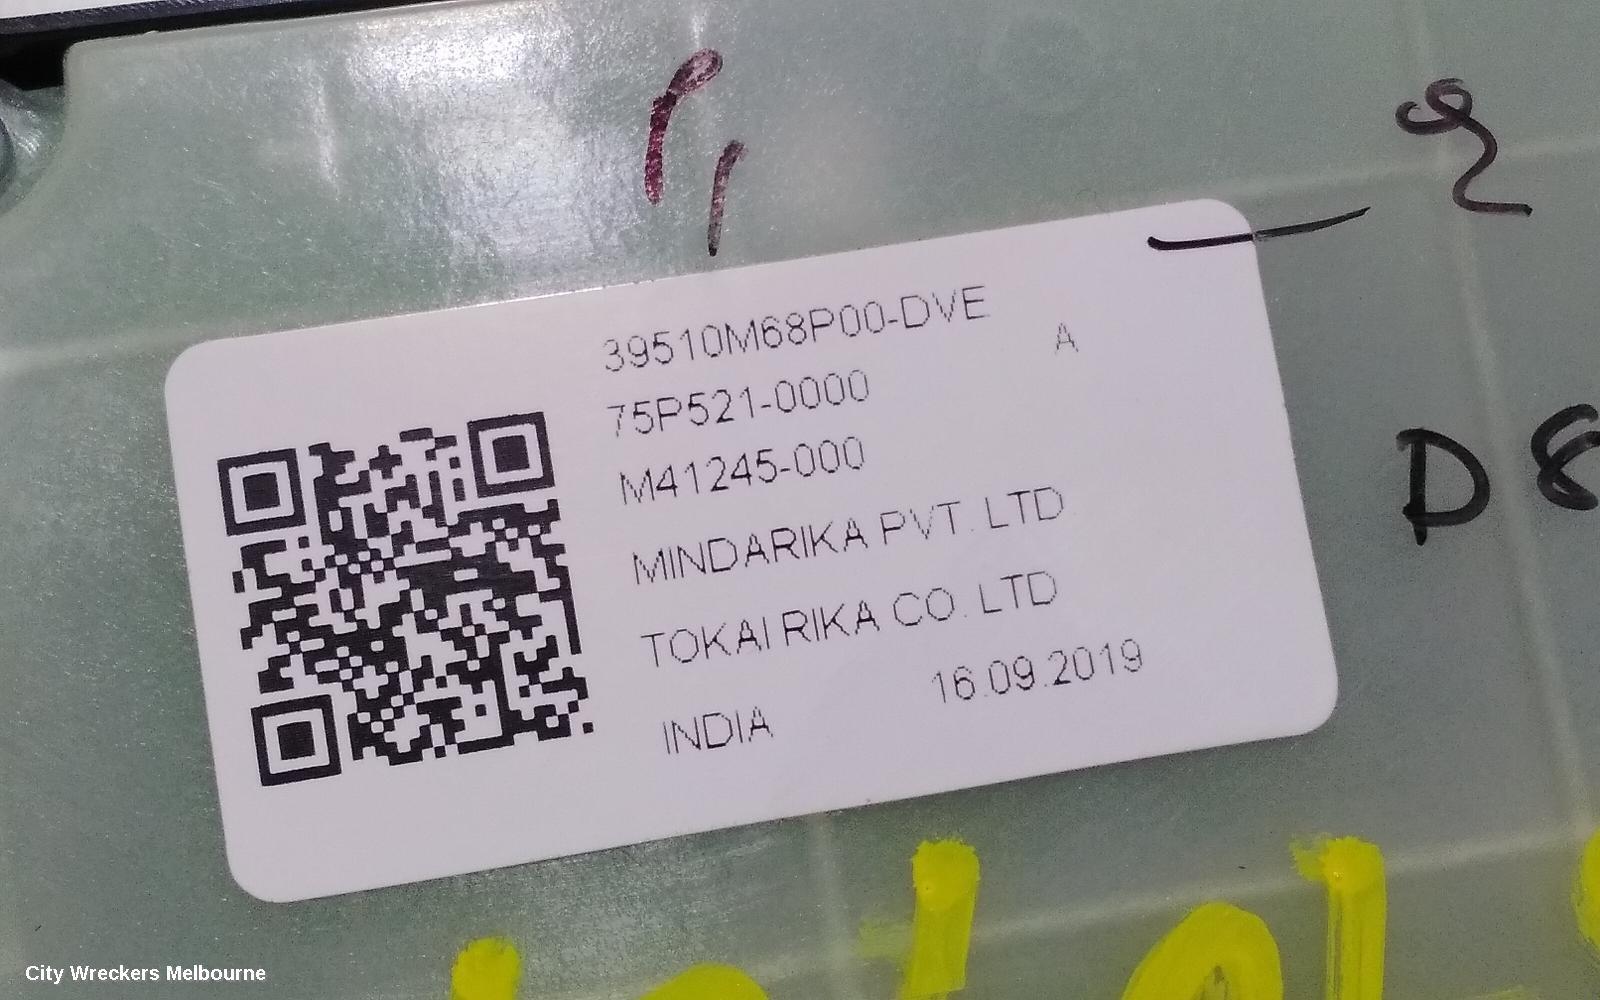 39510M68P00-DVE
A
75P521-0000
M41245-000
MINDARIKA PVT. LTD
TOKAI RIKA CO. LTD
16.09.2019
INDIA
D8
City Wreckers Melbourne